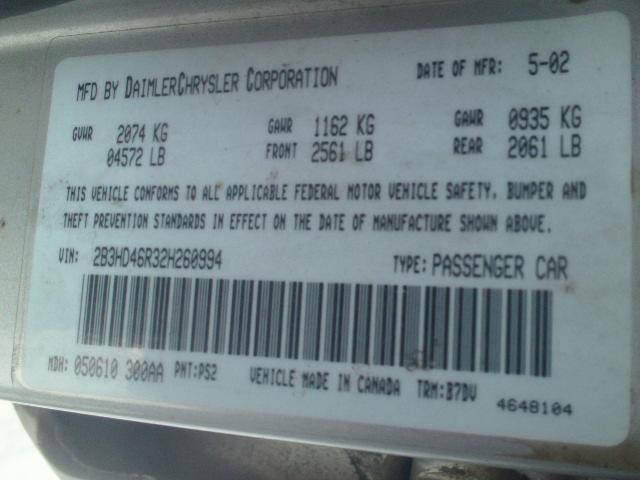 MFD BY DAIMLERCHRYSLER CORPORATION DATE OF MFR: 5-02
GVWR 2074 KG GAWR 1162 KG GAWR 0935 KG
04572 LB FRONT 2561 LB REAR 2061 LB
THIS VEHICLE CONFORMS TO ALL APPLICABLE FEDERAL MOTOR VEHICLE SAFETY, BUMPER AND
THEFT PREVENTION STANDARDS IN EFFECT ON THE DATE OF MANUFACTURE SHOWN ABOVE.
VIN: 2B3HD46R32H260994 TYPE: PASSENGER CAR
MDH: 050610 300AA PNT: PS2 VEHICLE MADE IN CANADA TRM: B7DV
4648104